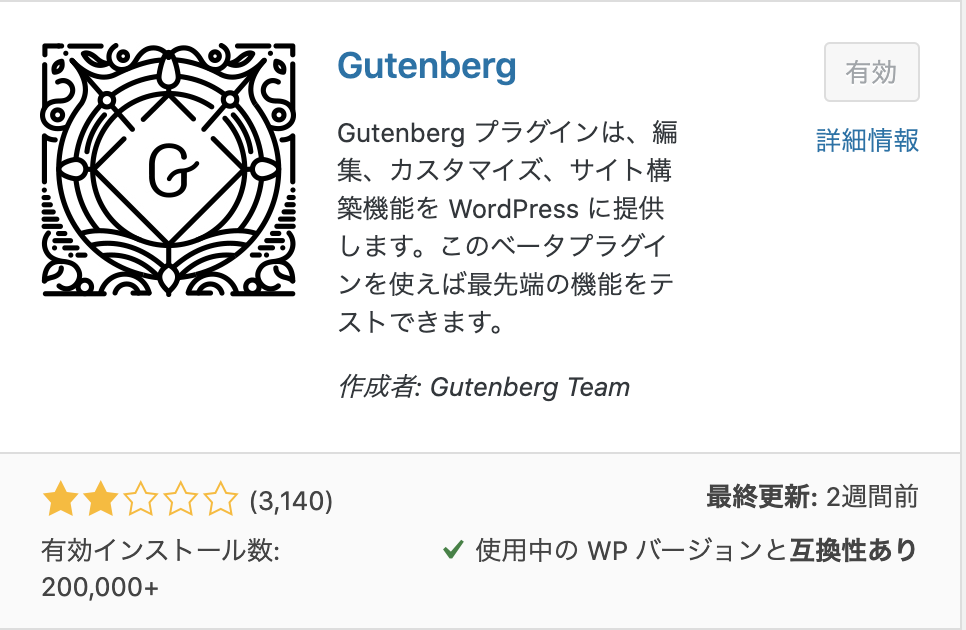 G
Gutenberg
有効
詳細情報
Gutenberg プラグインは、編
集、カスタマイズ、サイト構
築機能を WordPress に提供
します。このベータプラグイ
ンを使えば最先端の機能をテ
ストできます。
作成者: Gutenberg Team
(3,140)
最終更新: 2週間前
有効インストール数:
200,000+
使用中の WP バージョンと互換性あり